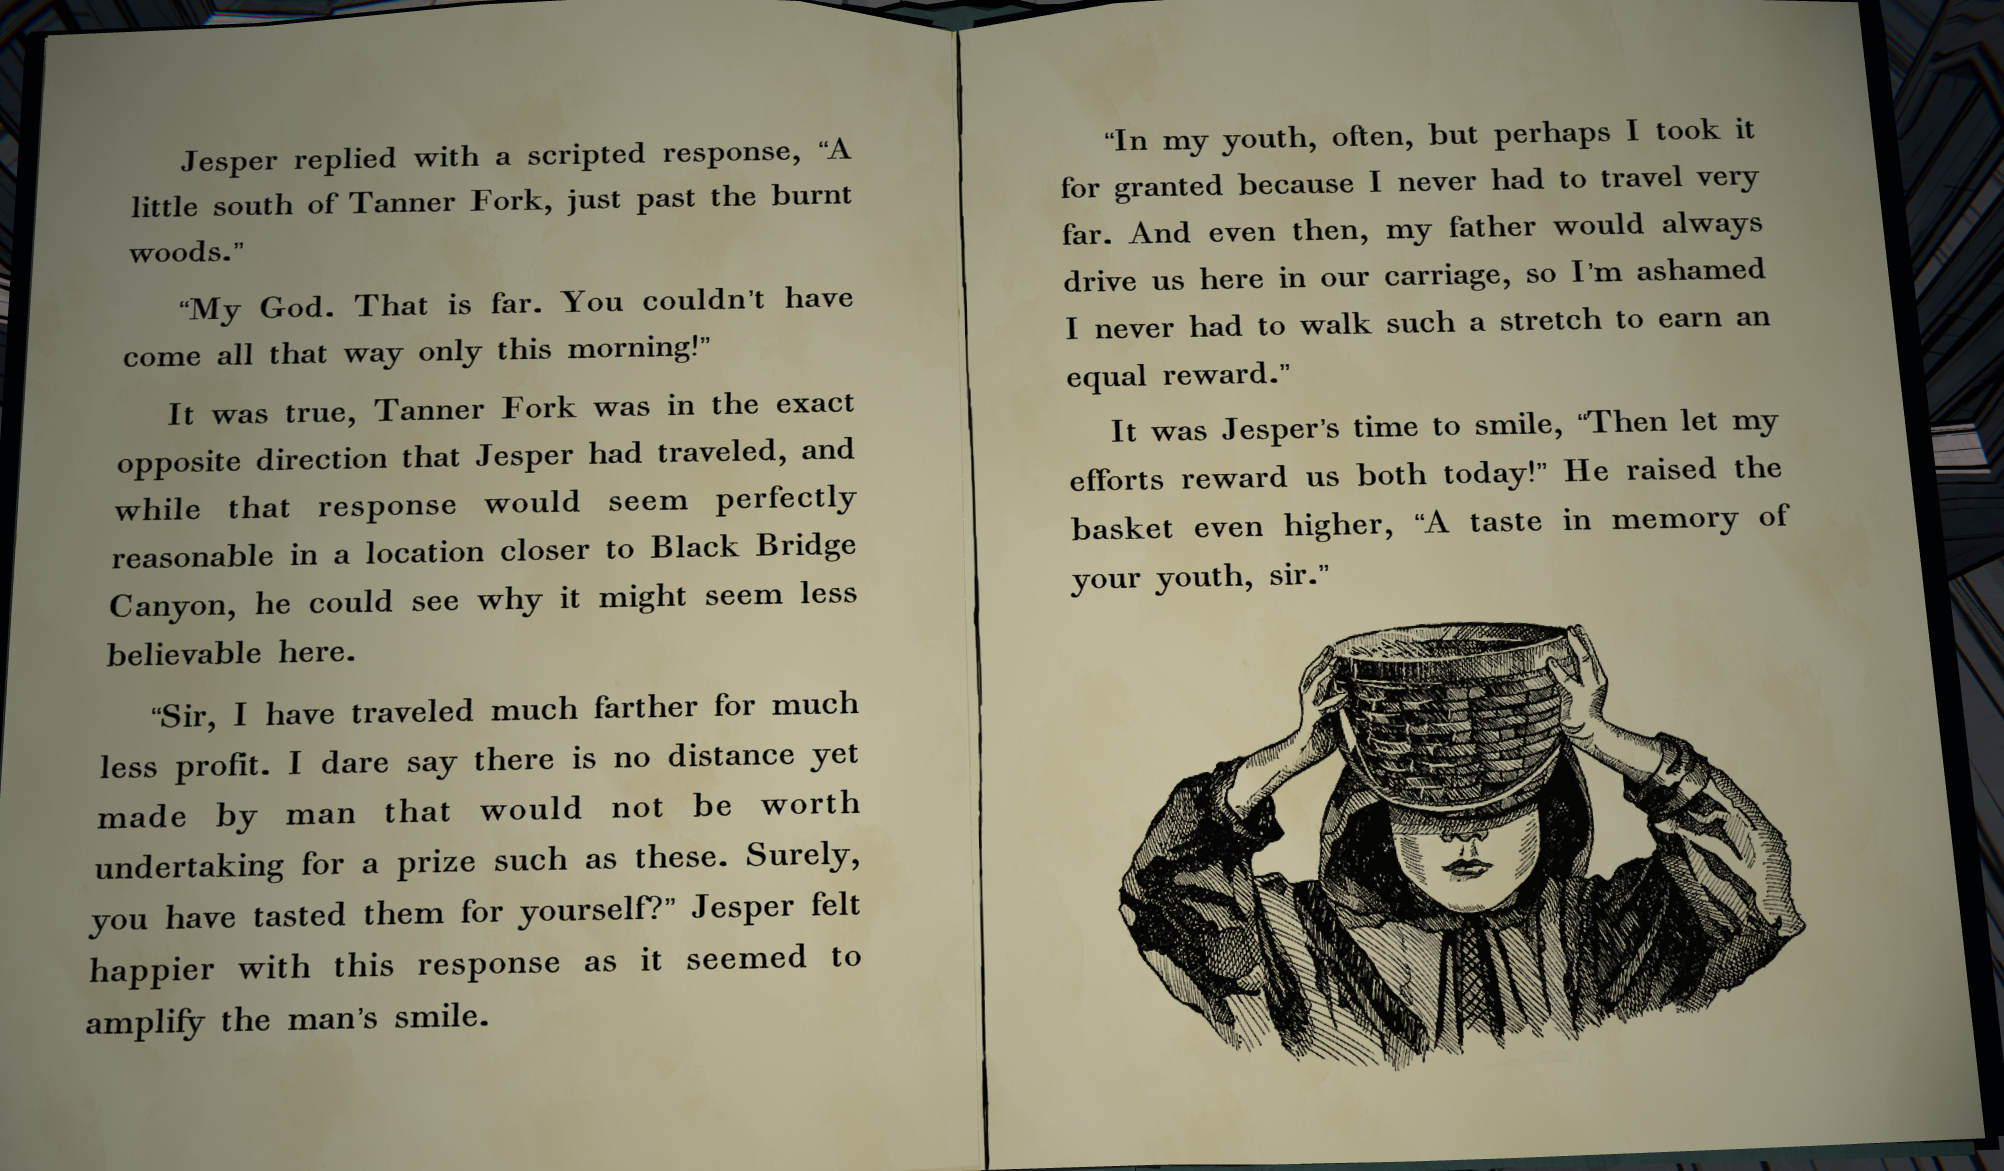 Jesper replied with a scripted response, “A
little south of Tanner Fork, just past the burnt
woods.”
“My God. That is far. You couldn’t have
come all that way only this morning!”
It was true, Tanner Fork was in the exact
opposite direction that Jesper had traveled, and
while that response would seem perfectly
reasonable in a location closer to Black Bridge
Canyon, he could see why it might seem less
believable here.
“Sir, I have traveled much farther for much
less profit. I dare say there is no distance yet
made by man that would not be worth
undertaking for a prize such as these. Surely,
you have tasted them for yourself?” Jesper felt
happier with this response as it seemed to
amplify the man’s smile.
“In my youth, often, but perhaps I took it
for granted because I never had to travel very
far. And even then, my father would always
drive us here in our carriage, so I’m ashamed
I never had to walk such a stretch to earn an
equal reward.”
It was Jesper’s time to smile, “Then let my
efforts reward us both today!” He raised the
basket even higher, “A taste in memory of
your youth, sir.”